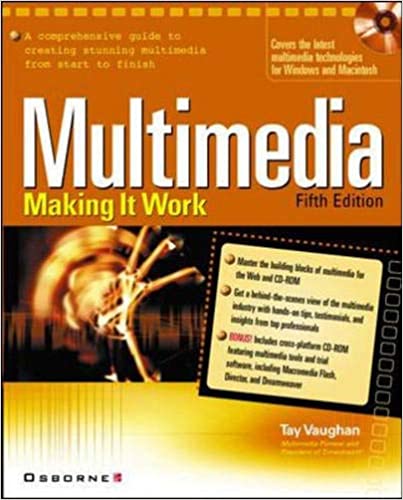 A comprehensive guide to
creating stunning multimedia
from start to finish
Covers the latest
multimedia technologies
for Windows and Macintosh
Multimedia
Making It Work
Fifth Edition
Master the building blocks of multimedia for
the Web and CD-ROM
Get a behind-the-scenes view of the multimedia
industry with hands-on tips, testimonials, and
insights from top professionals
BONUS! Includes cross-platform CD-ROM
featuring multimedia tools and trial
software, including Macromedia Flash,
Director, and Dreamweaver
Tay Vaughan
Multimedia Pioneer and
President of Timestream
OSBORNE